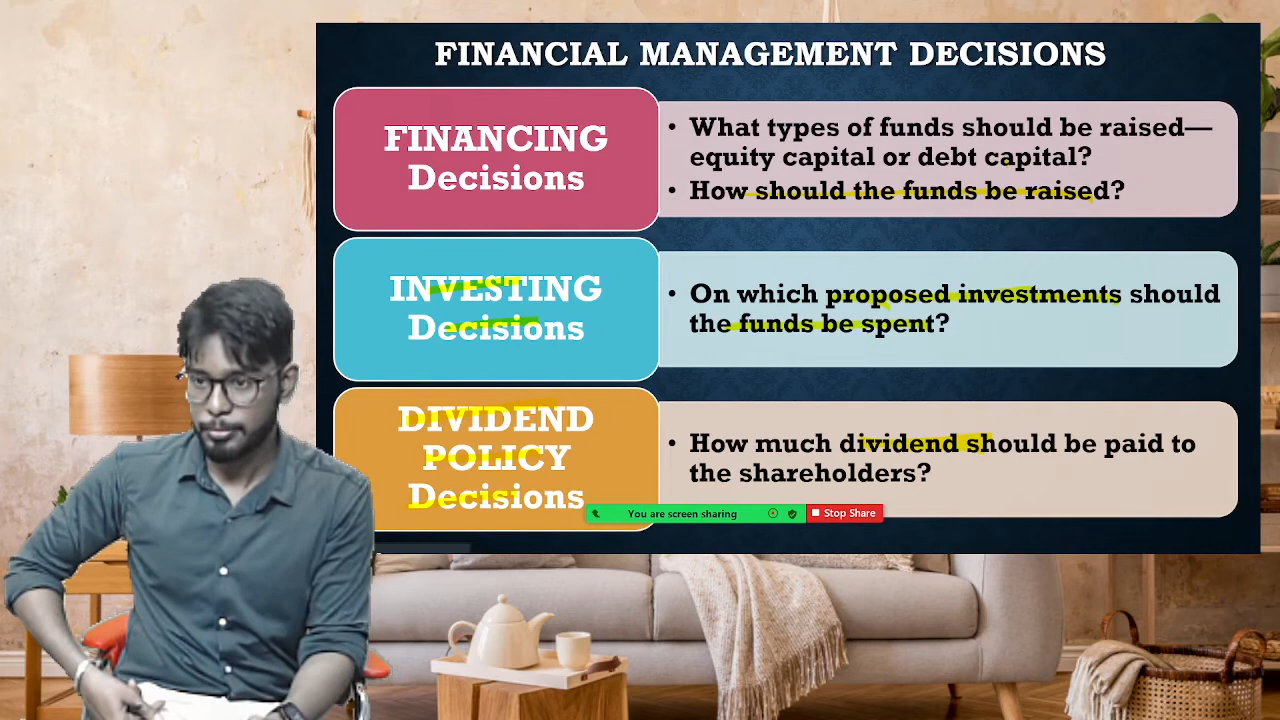 FINANCIAL MANAGEMENT DECISIONS
FINANCING
Decisions
• What types of funds should be raised—
equity capital or debt capital?
• How should the funds be raised?
INVESTING
Decisions
• On which proposed investments should
the funds be spent?
DIVIDEND
POLICY
Decisions
• How much dividend should be paid to
the shareholders?
You are screen sharing
Stop Share